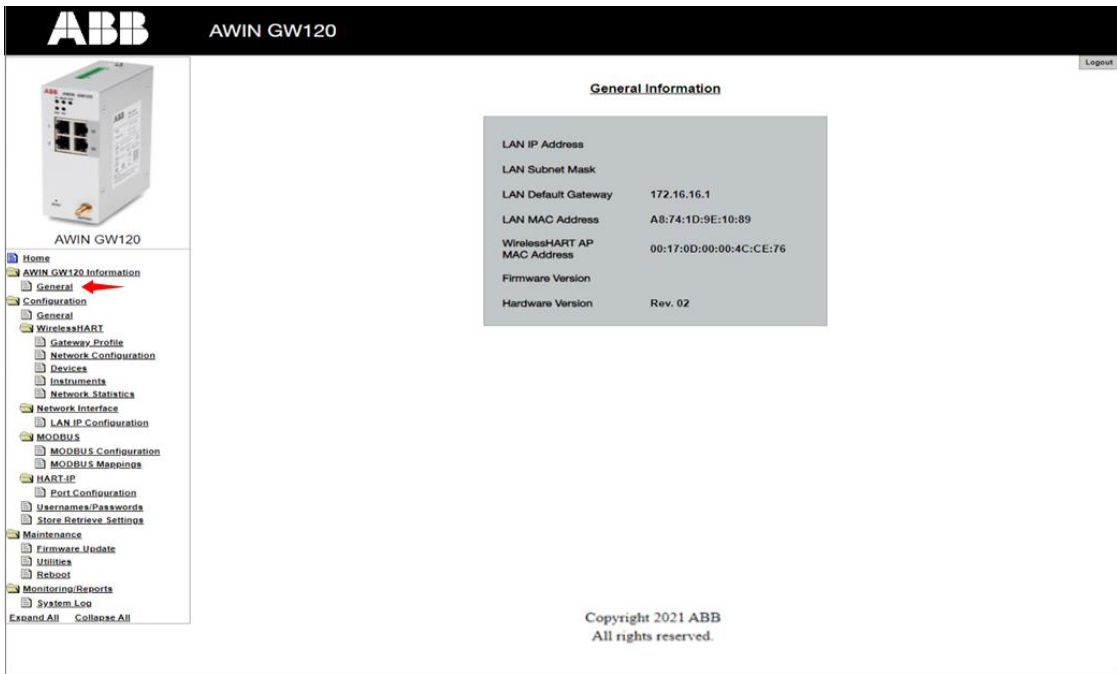 ABB
AWIN GW120
Logout
ABB AWIN GW120
ABB
AWIN GW120
Home
AWIN GW120 Information
General
Configuration
General
WirelessHART
Gateway Profile
Network Configuration
Devices
Instruments
Network Statistics
Network Interface
LAN IP Configuration
MODBUS
MODBUS Configuration
MODBUS Mappings
HART-IP
Port Configuration
Usernames/Passwords
Store Retrieve Settings
Maintenance
Firmware Update
Utilities
Reboot
Monitoring/Reports
System Log
Expand All Collapse All
General Information
LAN IP Address
LAN Subnet Mask
LAN Default Gateway 172.16.16.1
LAN MAC Address A8:74:1D:9E:10:89
WirelessHART AP
MAC Address 00:17:0D:00:00:4C:CE:76
Firmware Version
Hardware Version Rev. 02
Copyright 2021 ABB
All rights reserved.